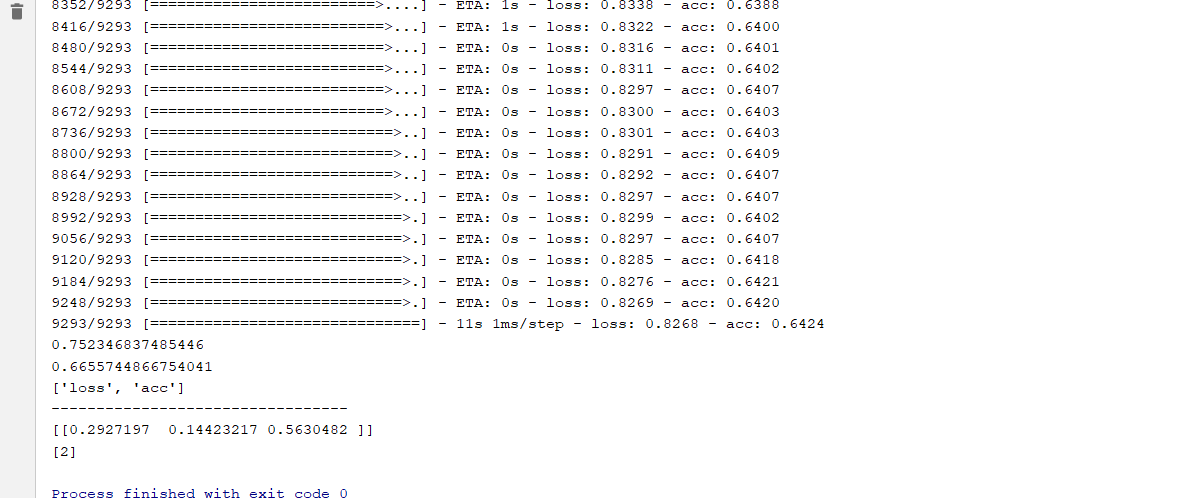 8352/9293 [=========================>....] - ETA: 1s - loss: 0.8338 - acc: 0.6388
8416/9293 [==========================>...] - ETA: 1s - loss: 0.8322 - acc: 0.6400
8480/9293 [==========================>...] - ETA: 0s - loss: 0.8316 - acc: 0.6401
8544/9293 [==========================>...] - ETA: 0s - loss: 0.8311 - acc: 0.6402
8608/9293 [==========================>...] - ETA: 0s - loss: 0.8297 - acc: 0.6407
8672/9293 [==========================>...] - ETA: 0s - loss: 0.8300 - acc: 0.6403
8736/9293 [===========================>..] - ETA: 0s - loss: 0.8301 - acc: 0.6403
8800/9293 [===========================>..] - ETA: 0s - loss: 0.8291 - acc: 0.6409
8864/9293 [===========================>..] - ETA: 0s - loss: 0.8292 - acc: 0.6407
8928/9293 [===========================>..] - ETA: 0s - loss: 0.8297 - acc: 0.6407
8992/9293 [============================>.] - ETA: 0s - loss: 0.8299 - acc: 0.6402
9056/9293 [============================>.] - ETA: 0s - loss: 0.8297 - acc: 0.6407
9120/9293 [============================>.] - ETA: 0s - loss: 0.8285 - acc: 0.6418
9184/9293 [============================>.] - ETA: 0s - loss: 0.8276 - acc: 0.6421
9248/9293 [============================>.] - ETA: 0s - loss: 0.8269 - acc: 0.6420
9293/9293 [==============================] - 11s 1ms/step - loss: 0.8268 - acc: 0.6424
0.752346837485446
0.6655744866754041
['loss', 'acc']
---------------------------------
[[0.2927197  0.14423217 0.5630482 ]]
[2]
Process finished with exit code 0